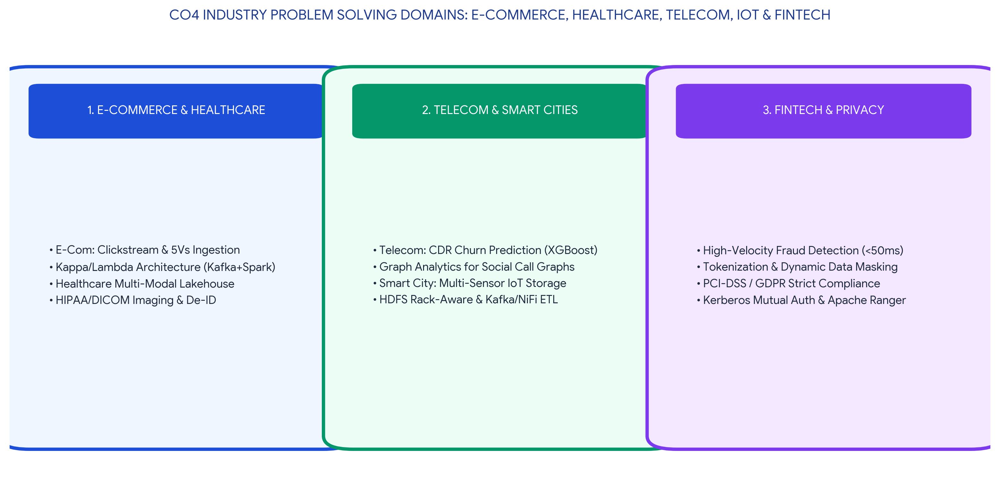 CO4 INDUSTRY PROBLEM SOLVING DOMAINS: E-COMMERCE, HEALTHCARE, TELECOM, IOT & FINTECH
1. E-COMMERCE & HEALTHCARE
• E-Com: Clickstream & 5Vs Ingestion
• Kappa/Lambda Architecture (Kafka+Spark)
• Healthcare Multi-Modal Lakehouse
• HIPAA/DICOM Imaging & De-ID
2. TELECOM & SMART CITIES
• Telecom: CDR Churn Prediction (XGBoost)
• Graph Analytics for Social Call Graphs
• Smart City: Multi-Sensor IoT Storage
• HDFS Rack-Aware & Kafka/NiFi ETL
3. FINTECH & PRIVACY
• High-Velocity Fraud Detection (<50ms)
• Tokenization & Dynamic Data Masking
• PCI-DSS / GDPR Strict Compliance
• Kerberos Mutual Auth & Apache Ranger